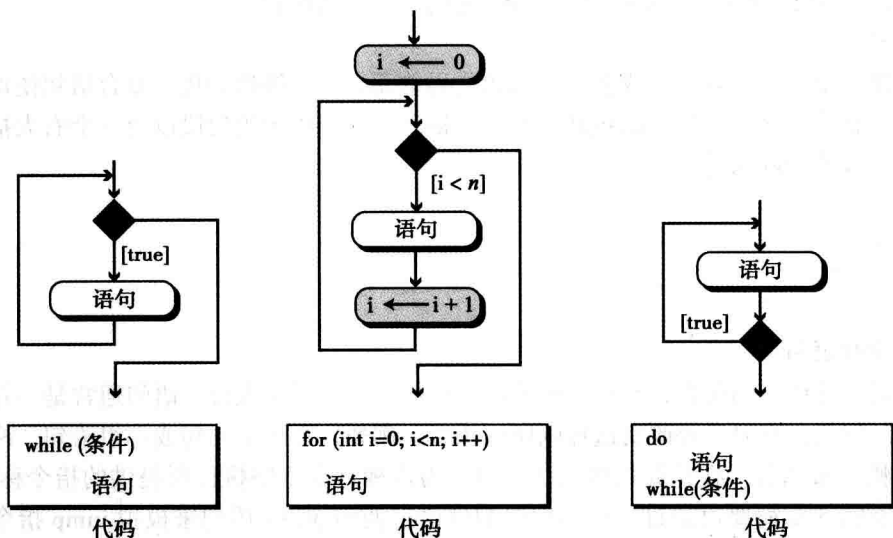 i ← 0
[i < n]
语句
i ← i + 1
[true]
语句
语句
[true]
while (条件)
语句
代码
for (int i=0; i<n; i++)
语句
代码
do
语句
while(条件)
代码